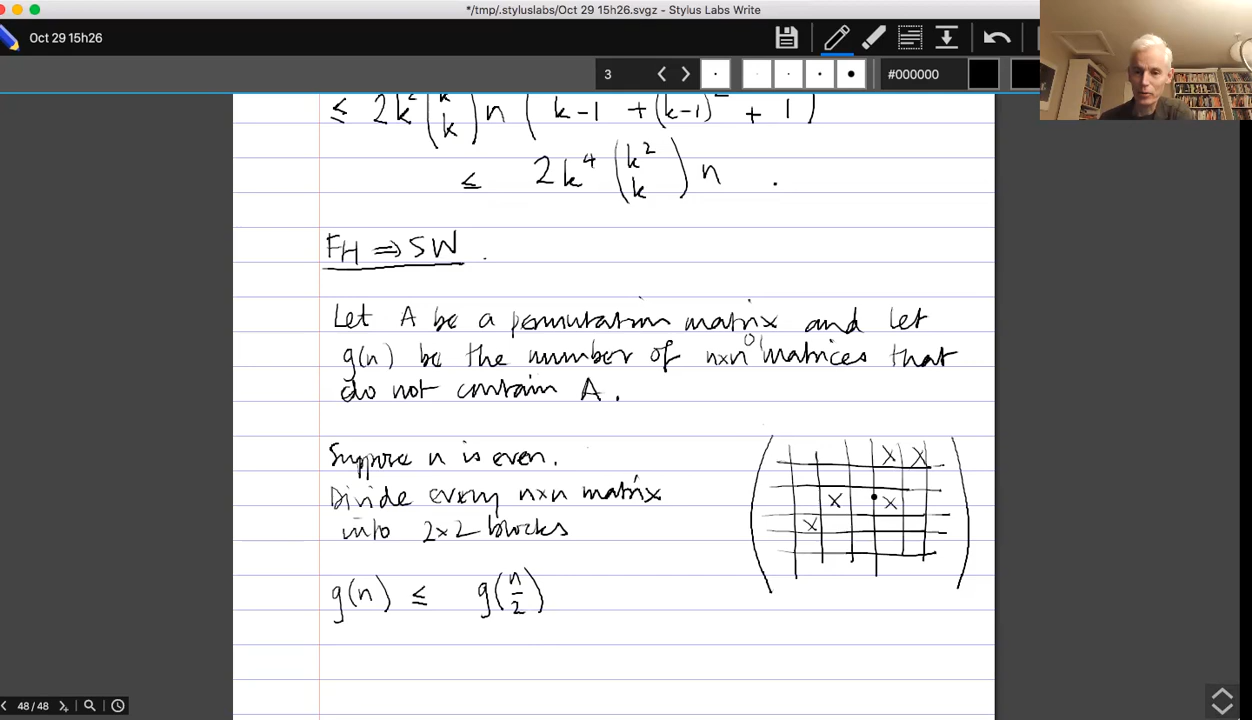 */tmp/.styluslabs/Oct 29 15h26.svgz - Stylus Labs Write
Oct 29 15h26
3
#000000
≤ 2k² (k² k) n ( k-1 + (k-1)² + 1 )
≤ 2k⁴ (k² k) n .
FH ⇒ SW .
Let A be a permutation matrix and let
g(n) be the number of n×n 01 matrices that
do not contain A .
Suppose n is even.
Divide every n×n matrix
into 2×2 blocks
X X
X X
X
g(n) ≤ g(n/2)
48 / 48